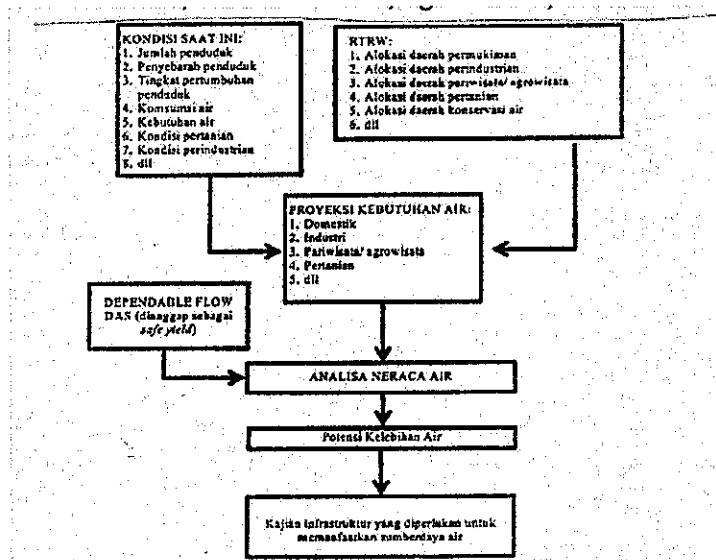 KONDISI SAAT INI:
1. Jumlah penduduk
2. Penyebarah penduduk
3. Tingkat pertumbuhan
penduduk
4. Komsumsi air
5. Kebutuhan air
6. Kondisi pertanian
7. Kondisi perindustrian
8. dll
RTRW:
1. Alokasi daerah permukiman
2. Alokasi daerah perindustrian
3. Alokasi daerah pariwisata/ agrowisata
4. Alokasi daerah pertanian
5. Alokasi daerah konservasi air
6. dll
PROYEKSI KEBUTUHAN AIR:
1. Domestik
2. Industri
3. Pariwisata/ agrowisata
4. Pertanian
5. dll
DEPENDABLE FLOW
DAS (dianggap sebagai
safe yield)
ANALISA NERACA AIR
Potensi Kelebihan Air
Kajian infrastruktur yang diperlukan untuk
memanfaatkan sumberdaya air